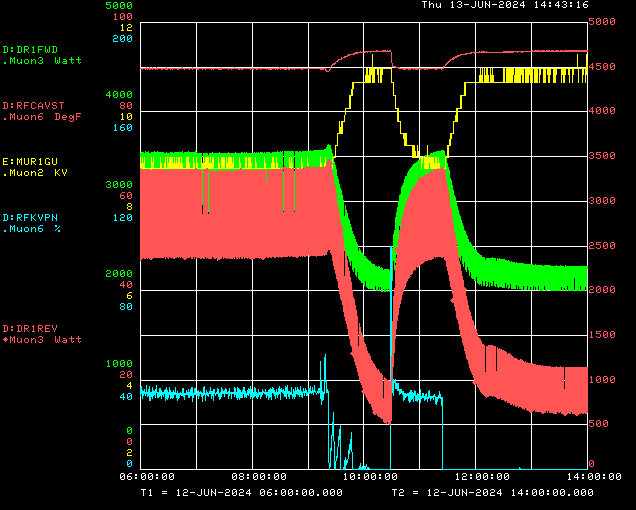 Thu 13-JUN-2024 14:43:16
5000
100
12
200
5000
D:DR1FWD
.Muon3 Watt
4500
D:RFCAVST
.Muon6 DegF
4000
80
10
160
4000
E:MUR1GU
.Muon2 KV
3500
3000
60
8
120
3000
D:RFKYPN
.Muon6 %
2500
2000
40
6
80
2000
D:DR1REV
♦Muon3 Watt
1500
1000
20
4
40
1000
500
0
0
2
0
0
06:00:00 08:00:00 10:00:00 12:00:00 14:00:00
T1 = 12-JUN-2024 06:00:00.000 T2 = 12-JUN-2024 14:00:00.000